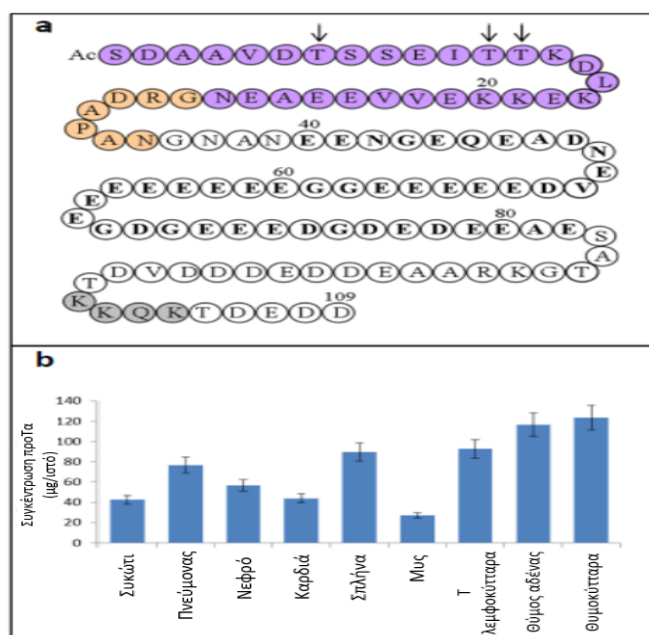 a
Ac S D A A V D T S S E I T T K D
L
20
A D R G N E A E E V V E K K E K
P
40
A N G N A N E E N G E Q E A D
N
E
60
E E E E E E E G G E E E E E D V
E
80
G D G E E E D G D E D E E A E S
A
D V D D D E D D E A A R K G T
T
109
K K Q K T D E D D
b
Συγκέντρωση προΤα
(μg/ιστό)
140
120
100
80
60
40
20
0
Συκώτι
Πνεύμονας
Νεφρό
Καρδιά
Σπλήνα
Μυς
Τ
λεμφοκύτταρα
Θύμος αδένας
Θυμοκύτταρα